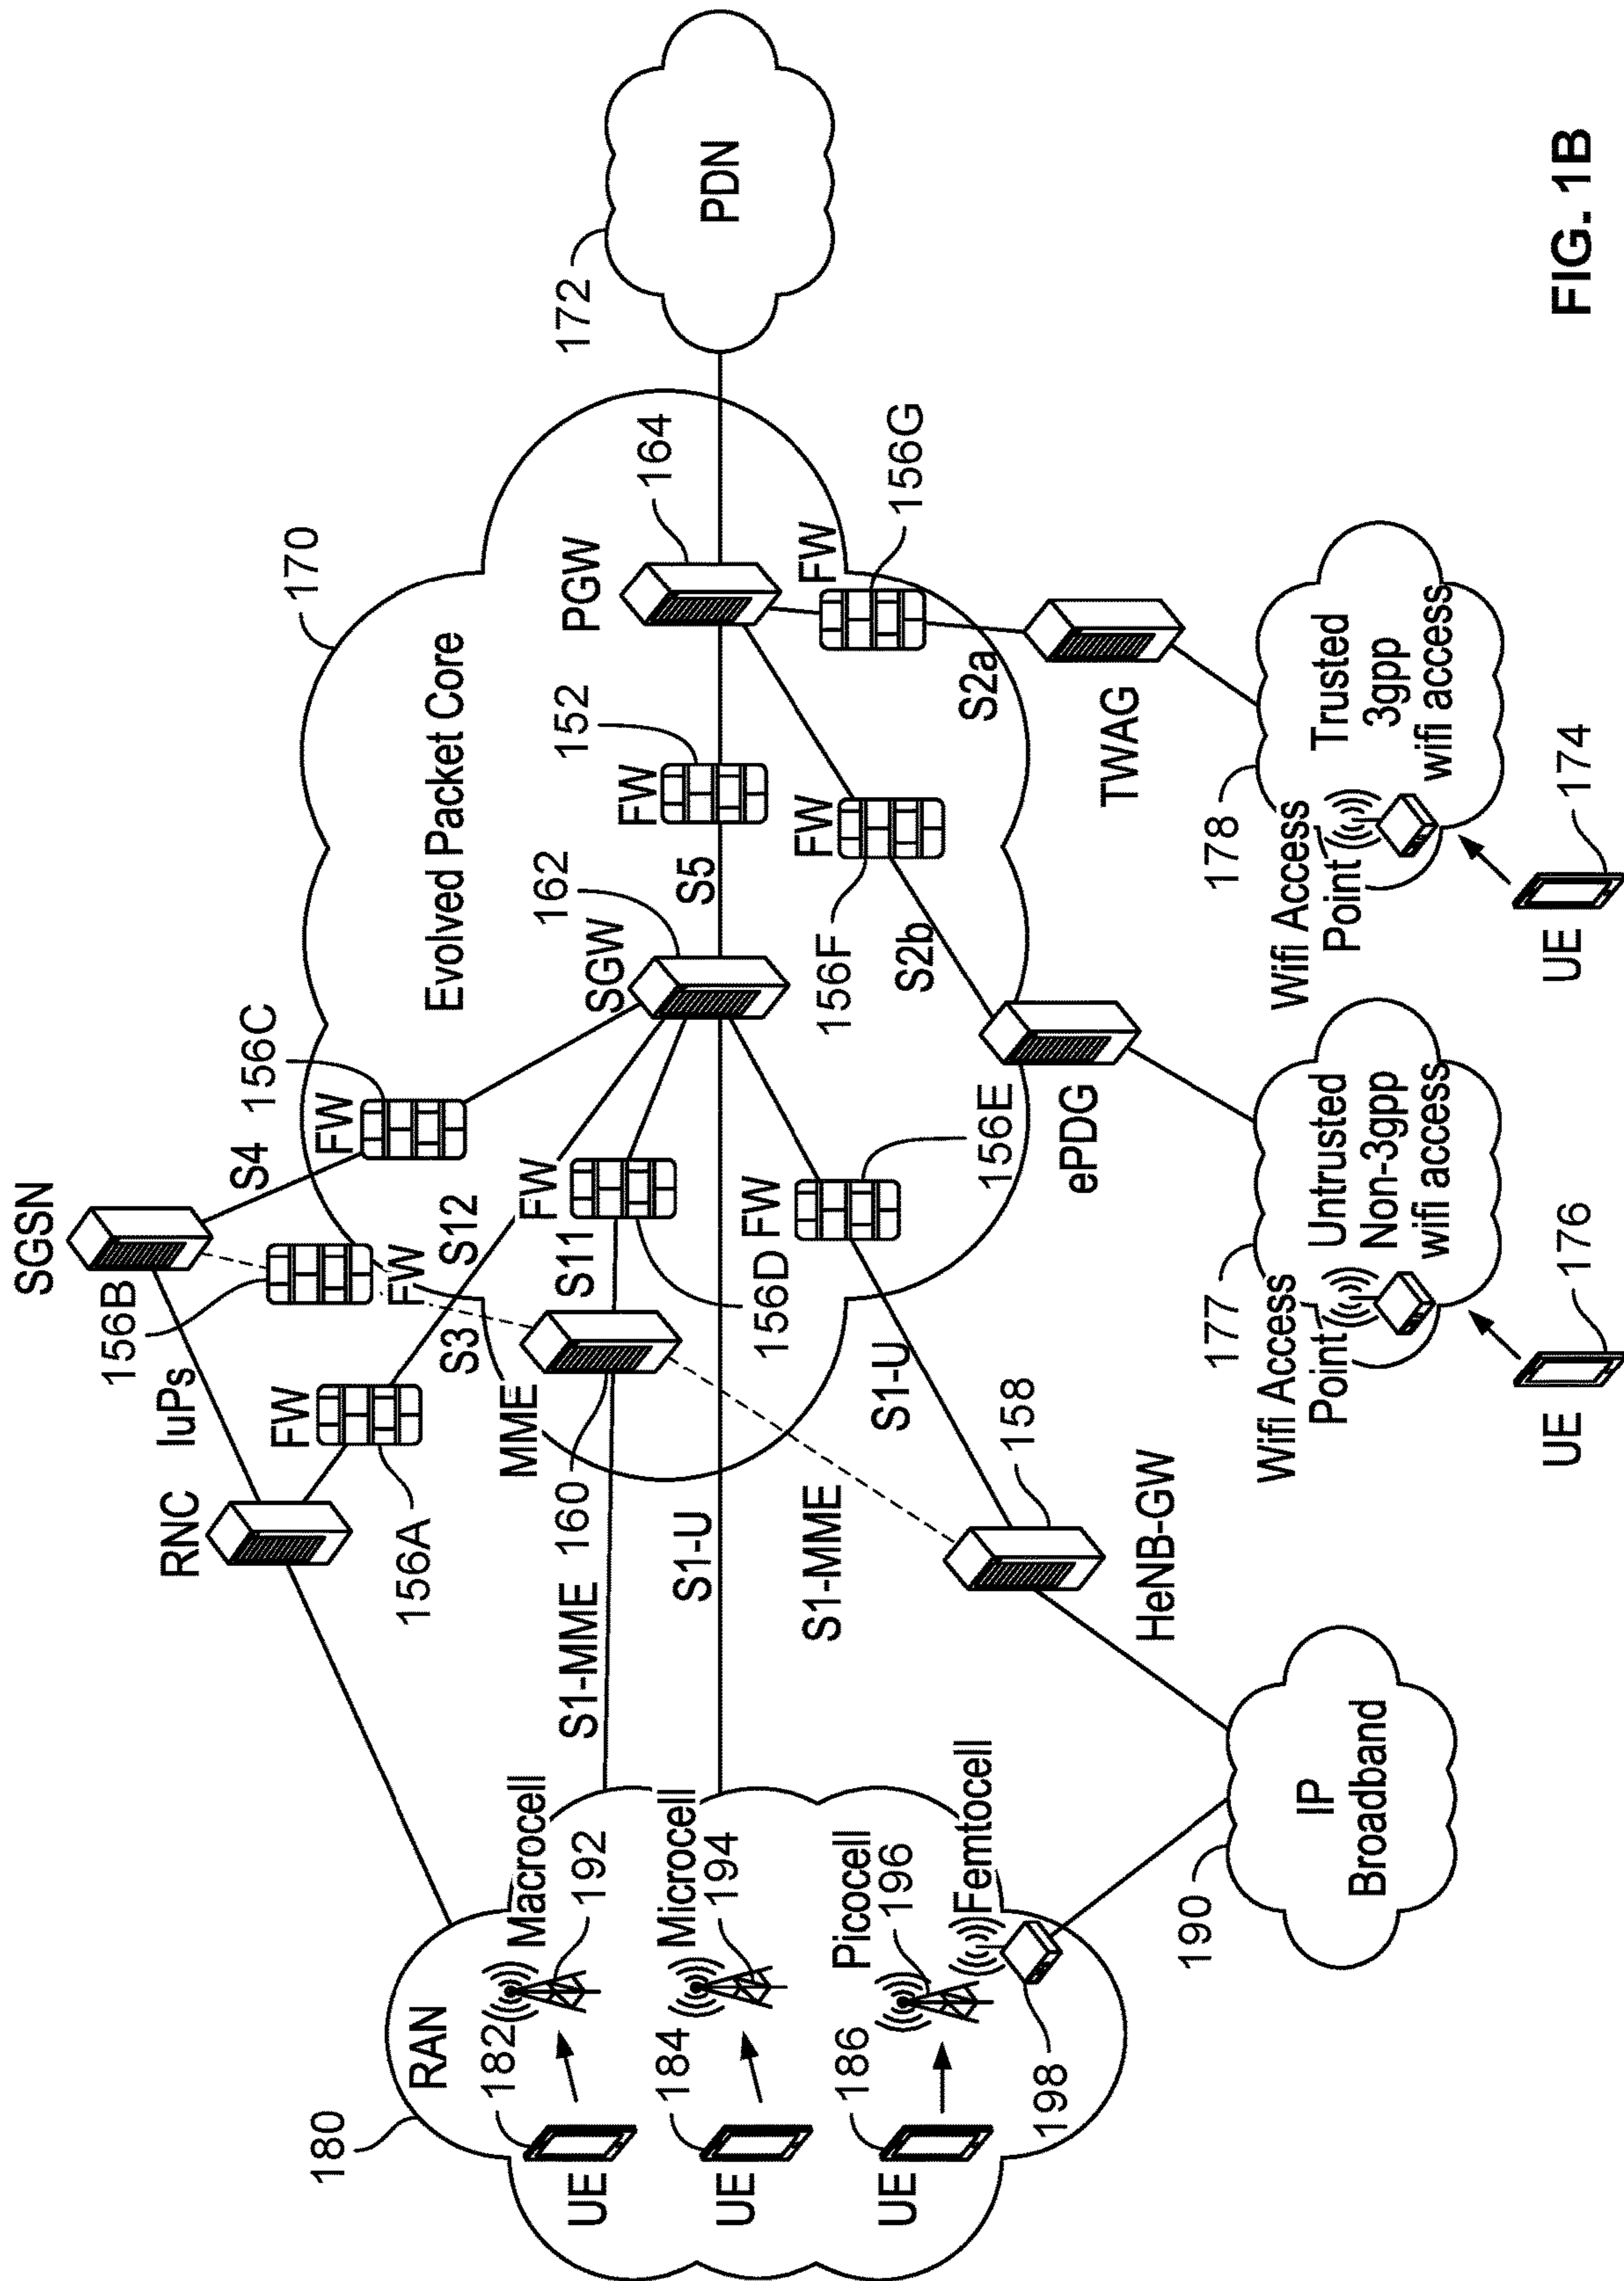 180
RAN
182
UE
Macrocell
192
184
UE
Microcell
194
186
UE
Picocell
196
Femtocell
198
190
IP
Broadband
RNC
IuPs
SGSN
156B
FW
156A
FW
S3
S12
S4
156C
FW
S1-MME
160
MME
S11
FW
156D
S1-U
S1-MME
158
HeNB-GW
S1-U
FW
156E
170
Evolved Packet Core
SGW
162
S5
FW
152
PGW
164
FW
156F
S2b
FW
156G
S2a
ePDG
TWAG
172
PDN
177
Wifi Access
Point
Untrusted
Non-3gpp
wifi access
UE
176
178
Wifi Access
Point
Trusted
3gpp
wifi access
UE
174
FIG. 1B